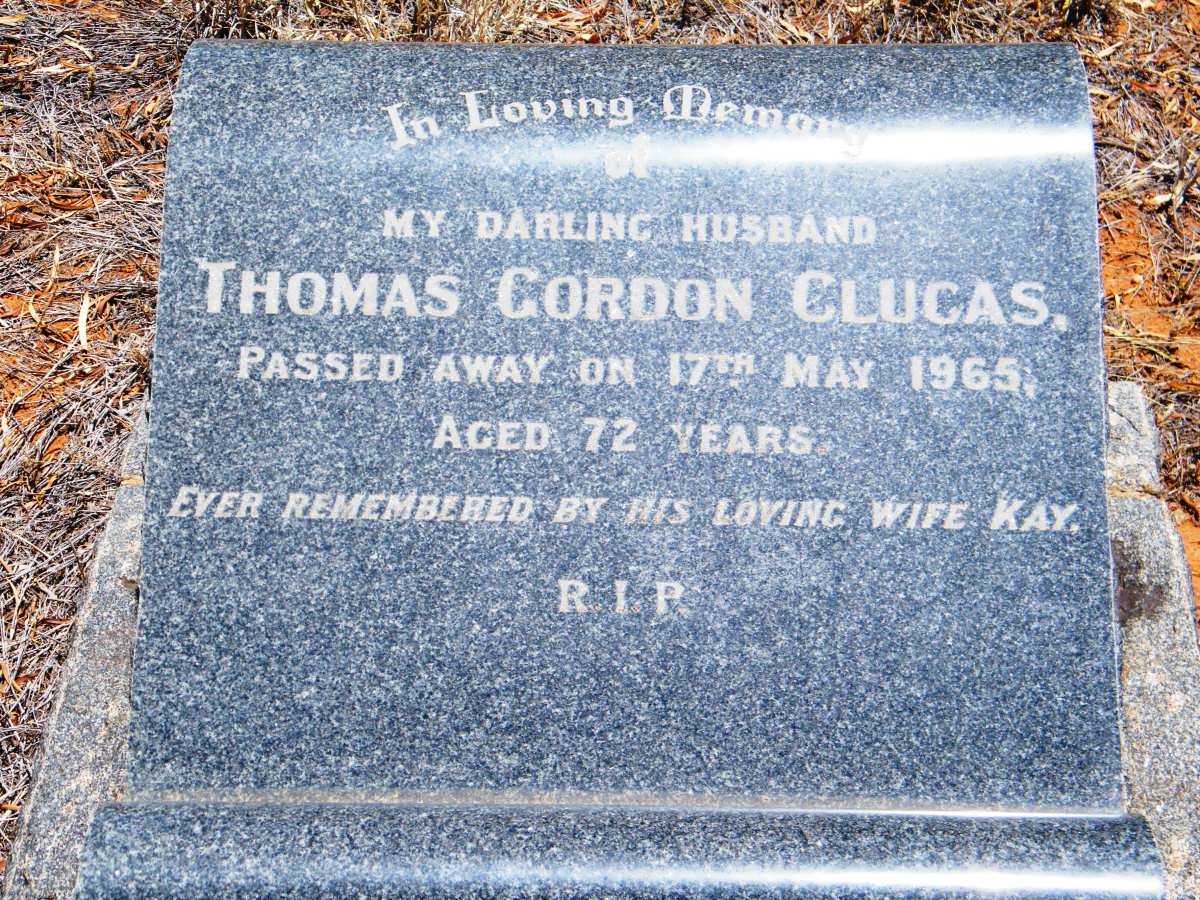 In Loving Memory
of
MY DARLING HUSBAND
THOMAS GORDON CLUCAS,
PASSED AWAY ON 17TH MAY 1965,
AGED 72 YEARS.
EVER REMEMBERED BY HIS LOVING WIFE KAY.
R.I.P.